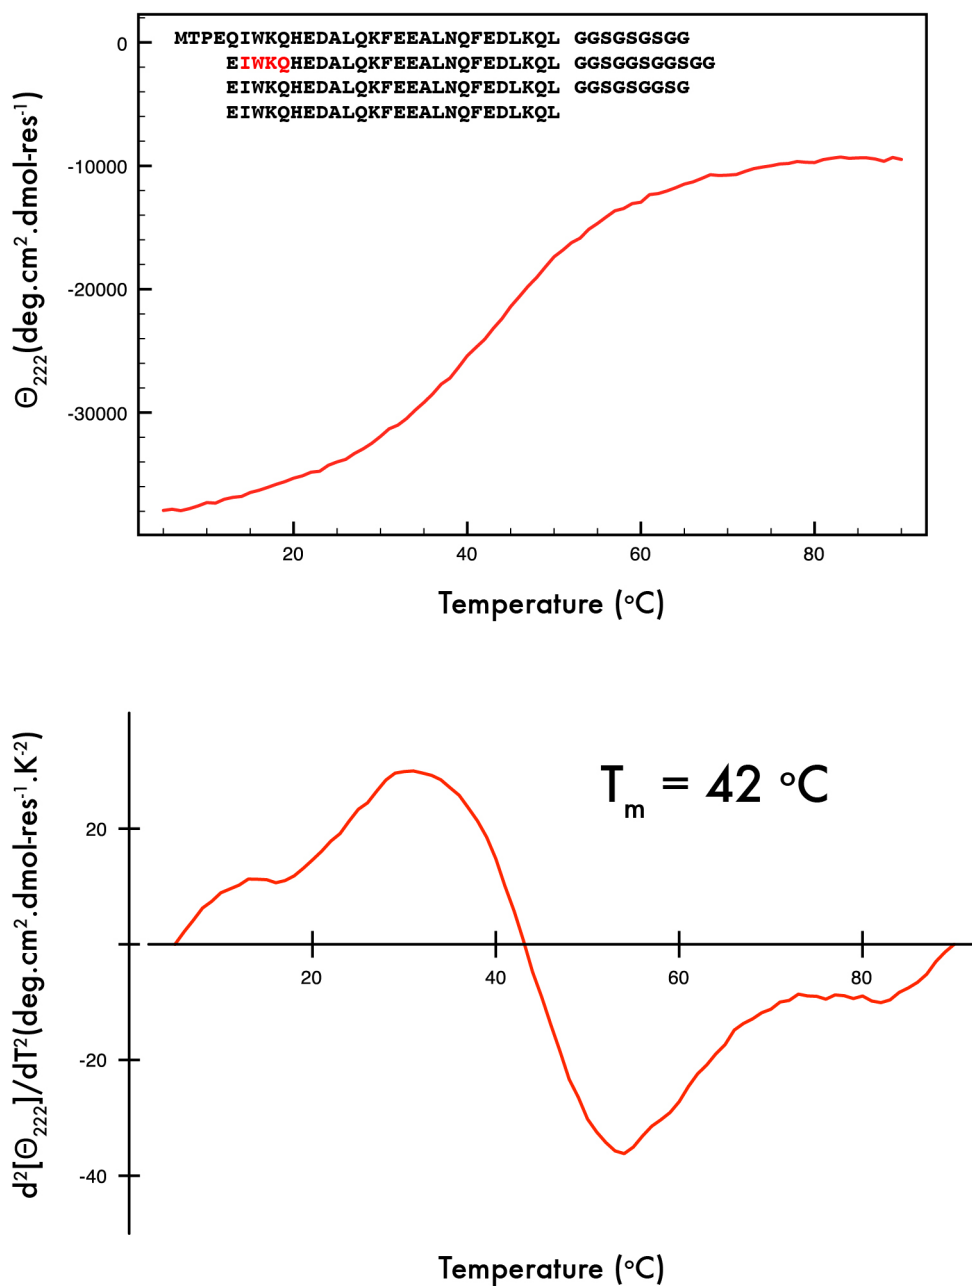 MTPEQIWKQHEDALQKFEEALNQFEDLKQL GGSGSGSGG
EIWKQHEDALQKFEEALNQFEDLKQL GGSGGSGGSGG
EIWKQHEDALQKFEEALNQFEDLKQL GGSGSGGSG
EIWKQHEDALQKFEEALNQFEDLKQL
0
-10000
-20000
-30000
Θ222(deg.cm2.dmol-res-1)
20 40 60 80
Temperature (°C)
Tm = 42 °C
20
-20
-40
d2[Θ222]/dT2(deg.cm2.dmol-res-1.K-2)
20 40 60 80
Temperature (°C)